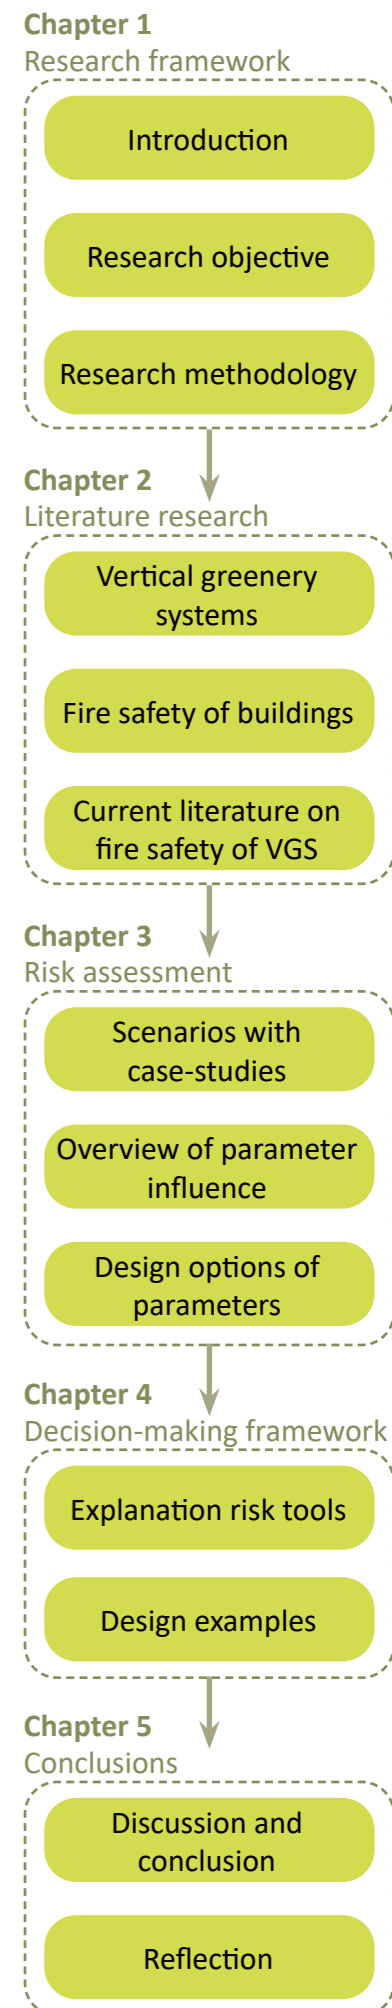 Chapter 1
Research framework
Introduction
Research objective
Research methodology
Chapter 2
Literature research
Vertical greenery
systems
Fire safety of buildings
Current literature on
fire safety of VGS
Chapter 3
Risk assessment
Scenarios with
case-studies
Overview of parameter
influence
Design options of
parameters
Chapter 4
Decision-making framework
Explanation risk tools
Design examples
Chapter 5
Conclusions
Discussion and
conclusion
Reflection